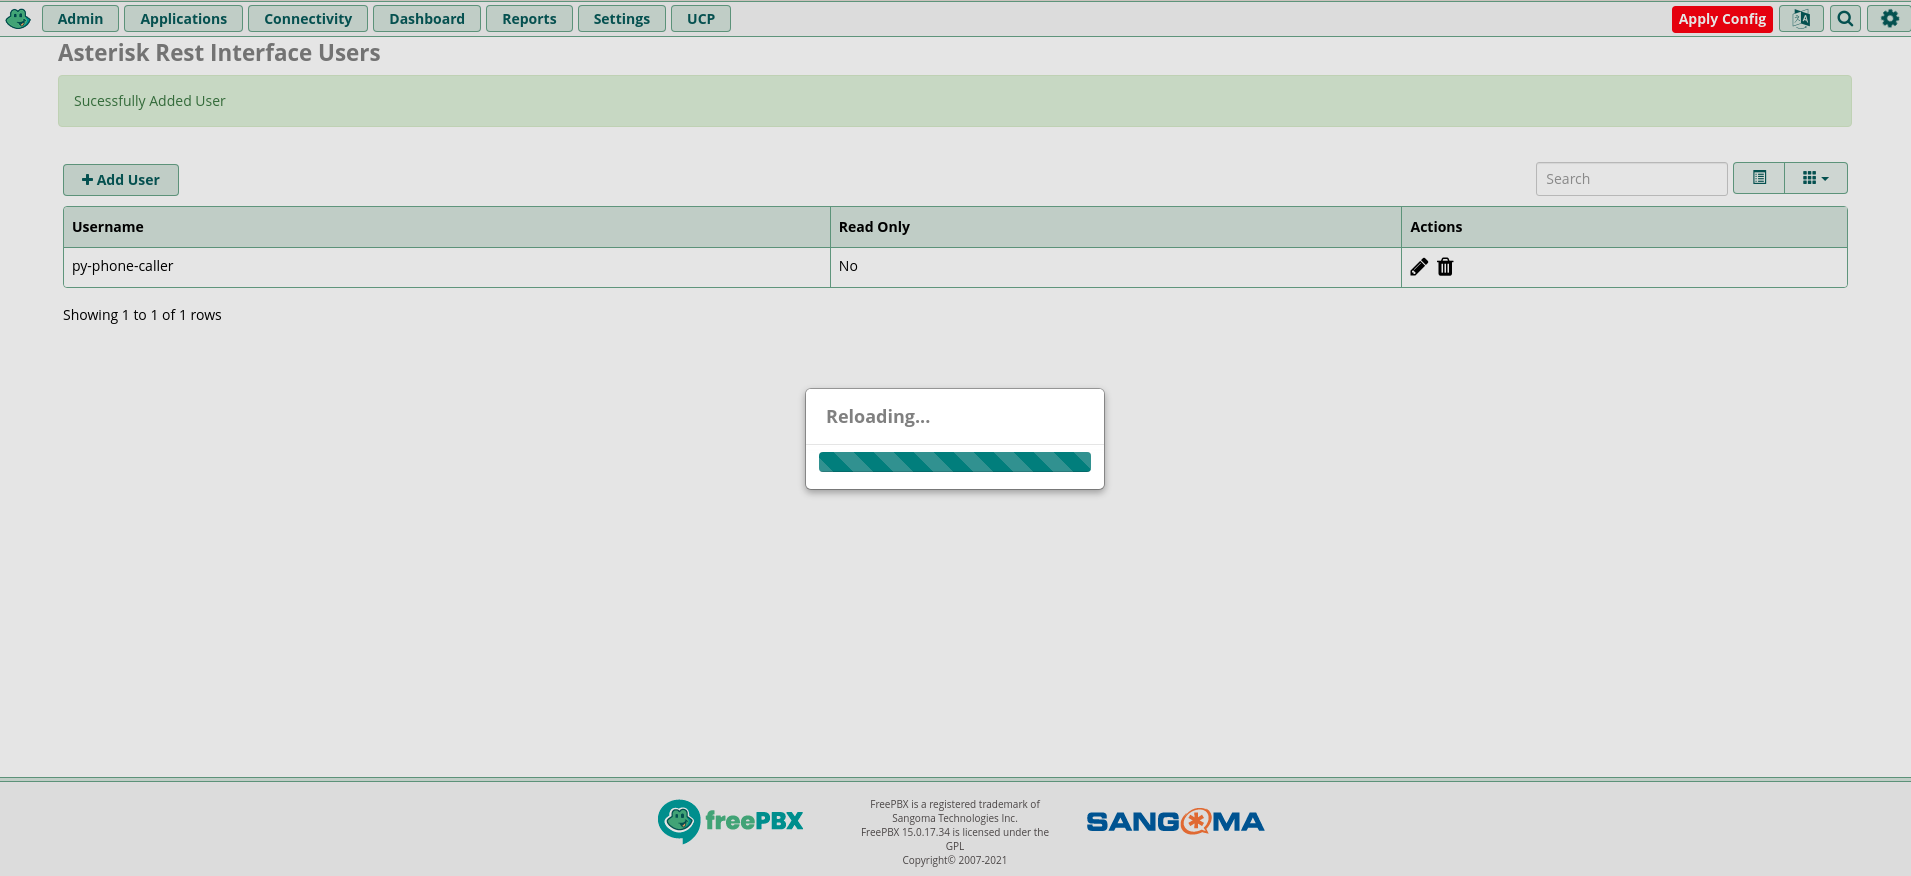 Admin Applications Connectivity Dashboard Reports Settings UCP Apply Config
Asterisk Rest Interface Users
Sucessfully Added User
Add User Search
Username Read Only Actions
py-phone-caller No
Showing 1 to 1 of 1 rows
Reloading...
freePBX
FreePBX is a registered trademark of
Sangoma Technologies Inc.
FreePBX 15.0.17.34 is licensed under the
GPL
Copyright© 2007-2021
SANGOMA